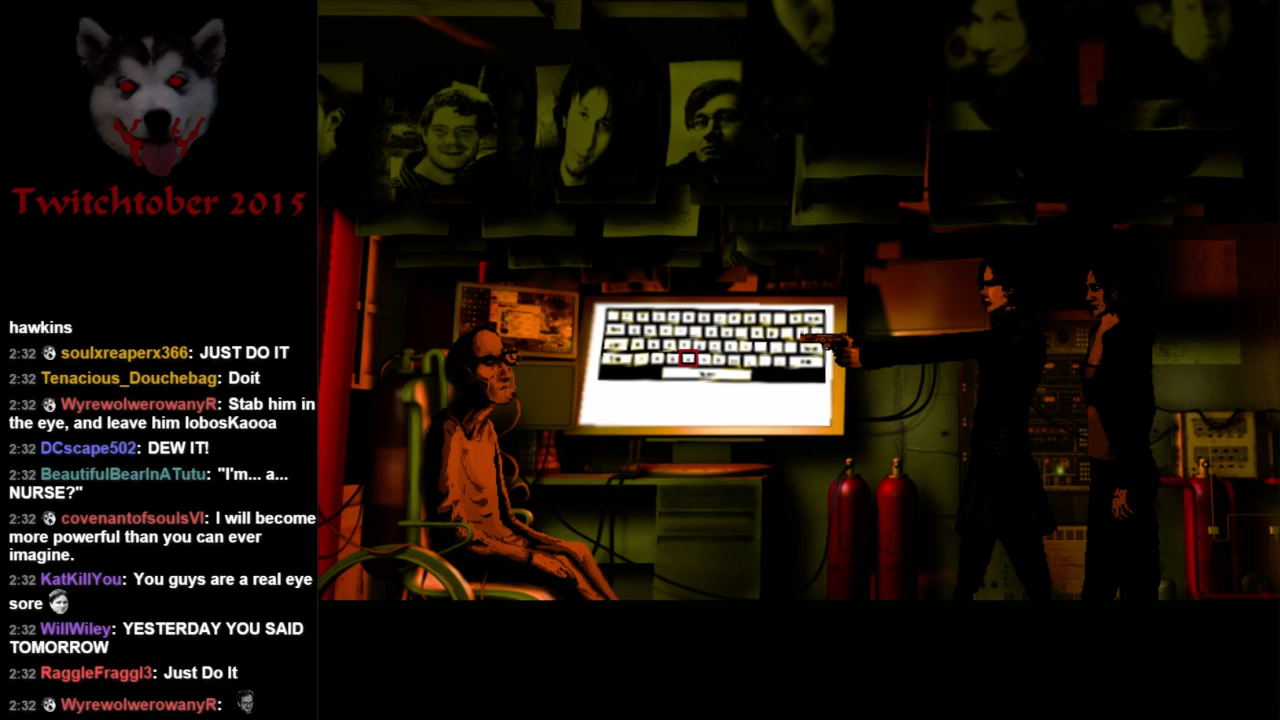 Twitchtober 2015
hawkins
2:32 soulxreaperx366: JUST DO IT
2:32 Tenacious_Douchebag: Doit
2:32 WyrewolwerowanyR: Stab him in
the eye, and leave him lobosKaooa
2:32 DCscape502: DEW IT!
2:32 BeautifulBearInATutu: "I'm... a...
NURSE?"
2:32 covenantofsoulsVI: I will become
more powerful than you can ever
imagine.
2:32 KatKillYou: You guys are a real eye
sore
2:32 WillWiley: YESTERDAY YOU SAID
TOMORROW
2:32 RaggleFraggl3: Just Do It
2:32 WyrewolwerowanyR: